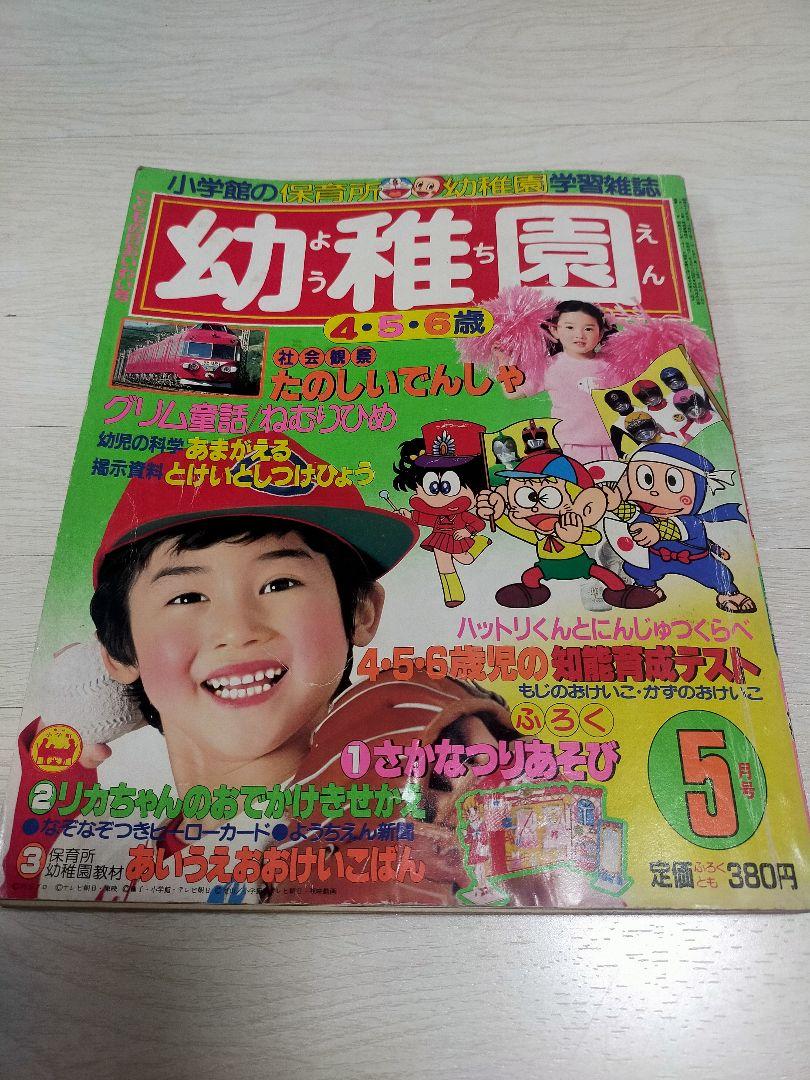 小学館の保育所幼稚園学習雑誌
幼稚園
よう ち えん
4・5・6歳
社会観察
たのしいでんしゃ
グリム童話/ねむりひめ
幼児の科学 あまがえる
掲示資料 とけいとしつけひょう
ハットリくんとにんじゅつくらべ
4・5・6歳児の知能育成テスト
もじのおけいこ・かずのおけいこ
ふろく
①さかなつりあそび
②リカちゃんのおでかけきせかえ
●なぞなぞつきヒーローカード●ようちえん新聞
③保育所幼稚園教材 あいうえおおけいこばん
5月号
定価ふろくとも380円